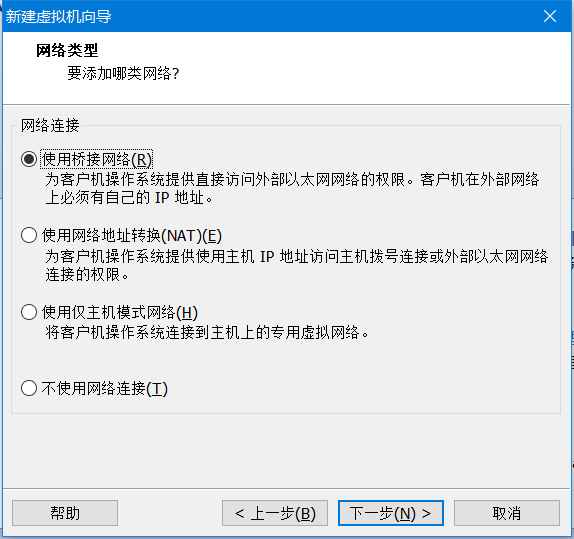 新建虚拟机向导
网络类型
要添加哪类网络?
网络连接
使用桥接网络(R)
为客户机操作系统提供直接访问外部以太网网络的权限。客户机在外部网络
上必须有自己的 IP 地址。
使用网络地址转换(NAT)(E)
为客户机操作系统提供使用主机 IP 地址访问主机拨号连接或外部以太网网络
连接的权限。
使用仅主机模式网络(H)
将客户机操作系统连接到主机上的专用虚拟网络。
不使用网络连接(T)
帮助
< 上一步(B)
下一步(N) >
取消